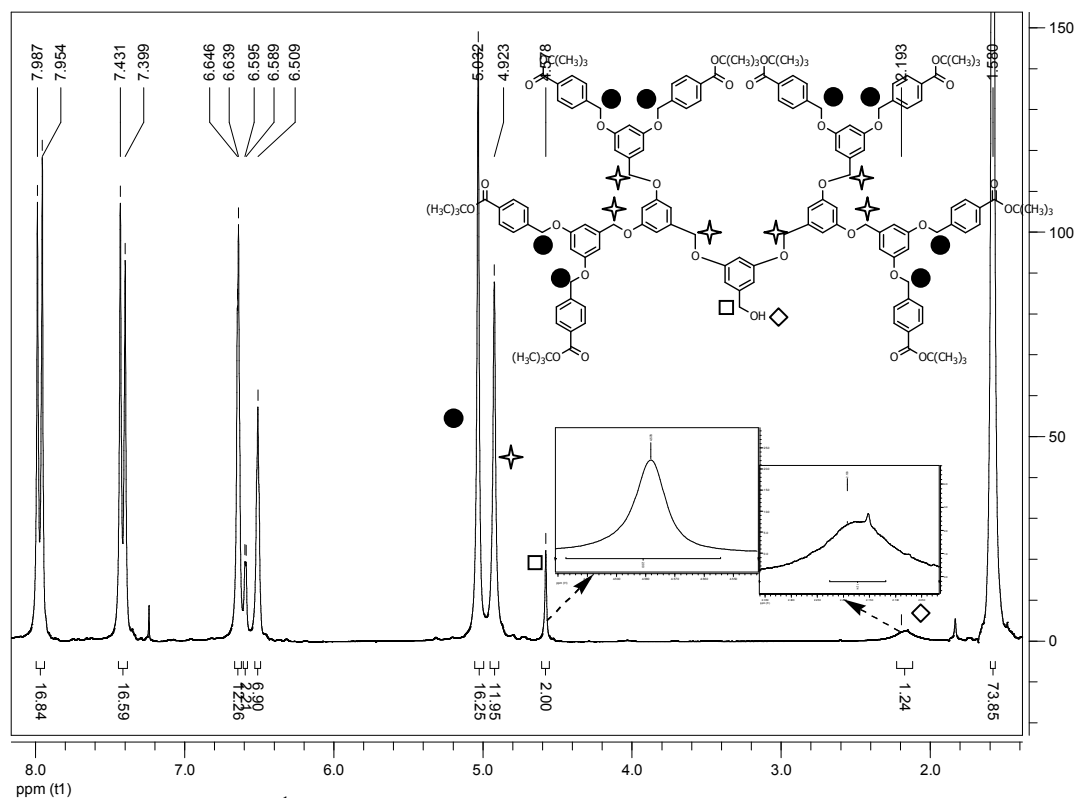 7.987
7.954
7.431
7.399
6.646
6.639
6.595
6.589
6.509
5.032
4.923
4.578
2.193
1.580
150
100
50
0
OC(CH₃)₃
O
OC(CH₃)₃
O
OC(CH₃)₃
O
OC(CH₃)₃
O
O
O
O
O
O
O
O
O
(H₃C)₃CO
O
OC(CH₃)₃
O
O
O
O
O
O
O
O
O
O
OH
(H₃C)₃CO
O
O
OC(CH₃)₃
16.84
16.59
12.26
2.21
6.90
16.25
11.95
2.00
1.24
73.85
8.0
7.0
6.0
5.0
4.0
3.0
2.0
ppm (t1)